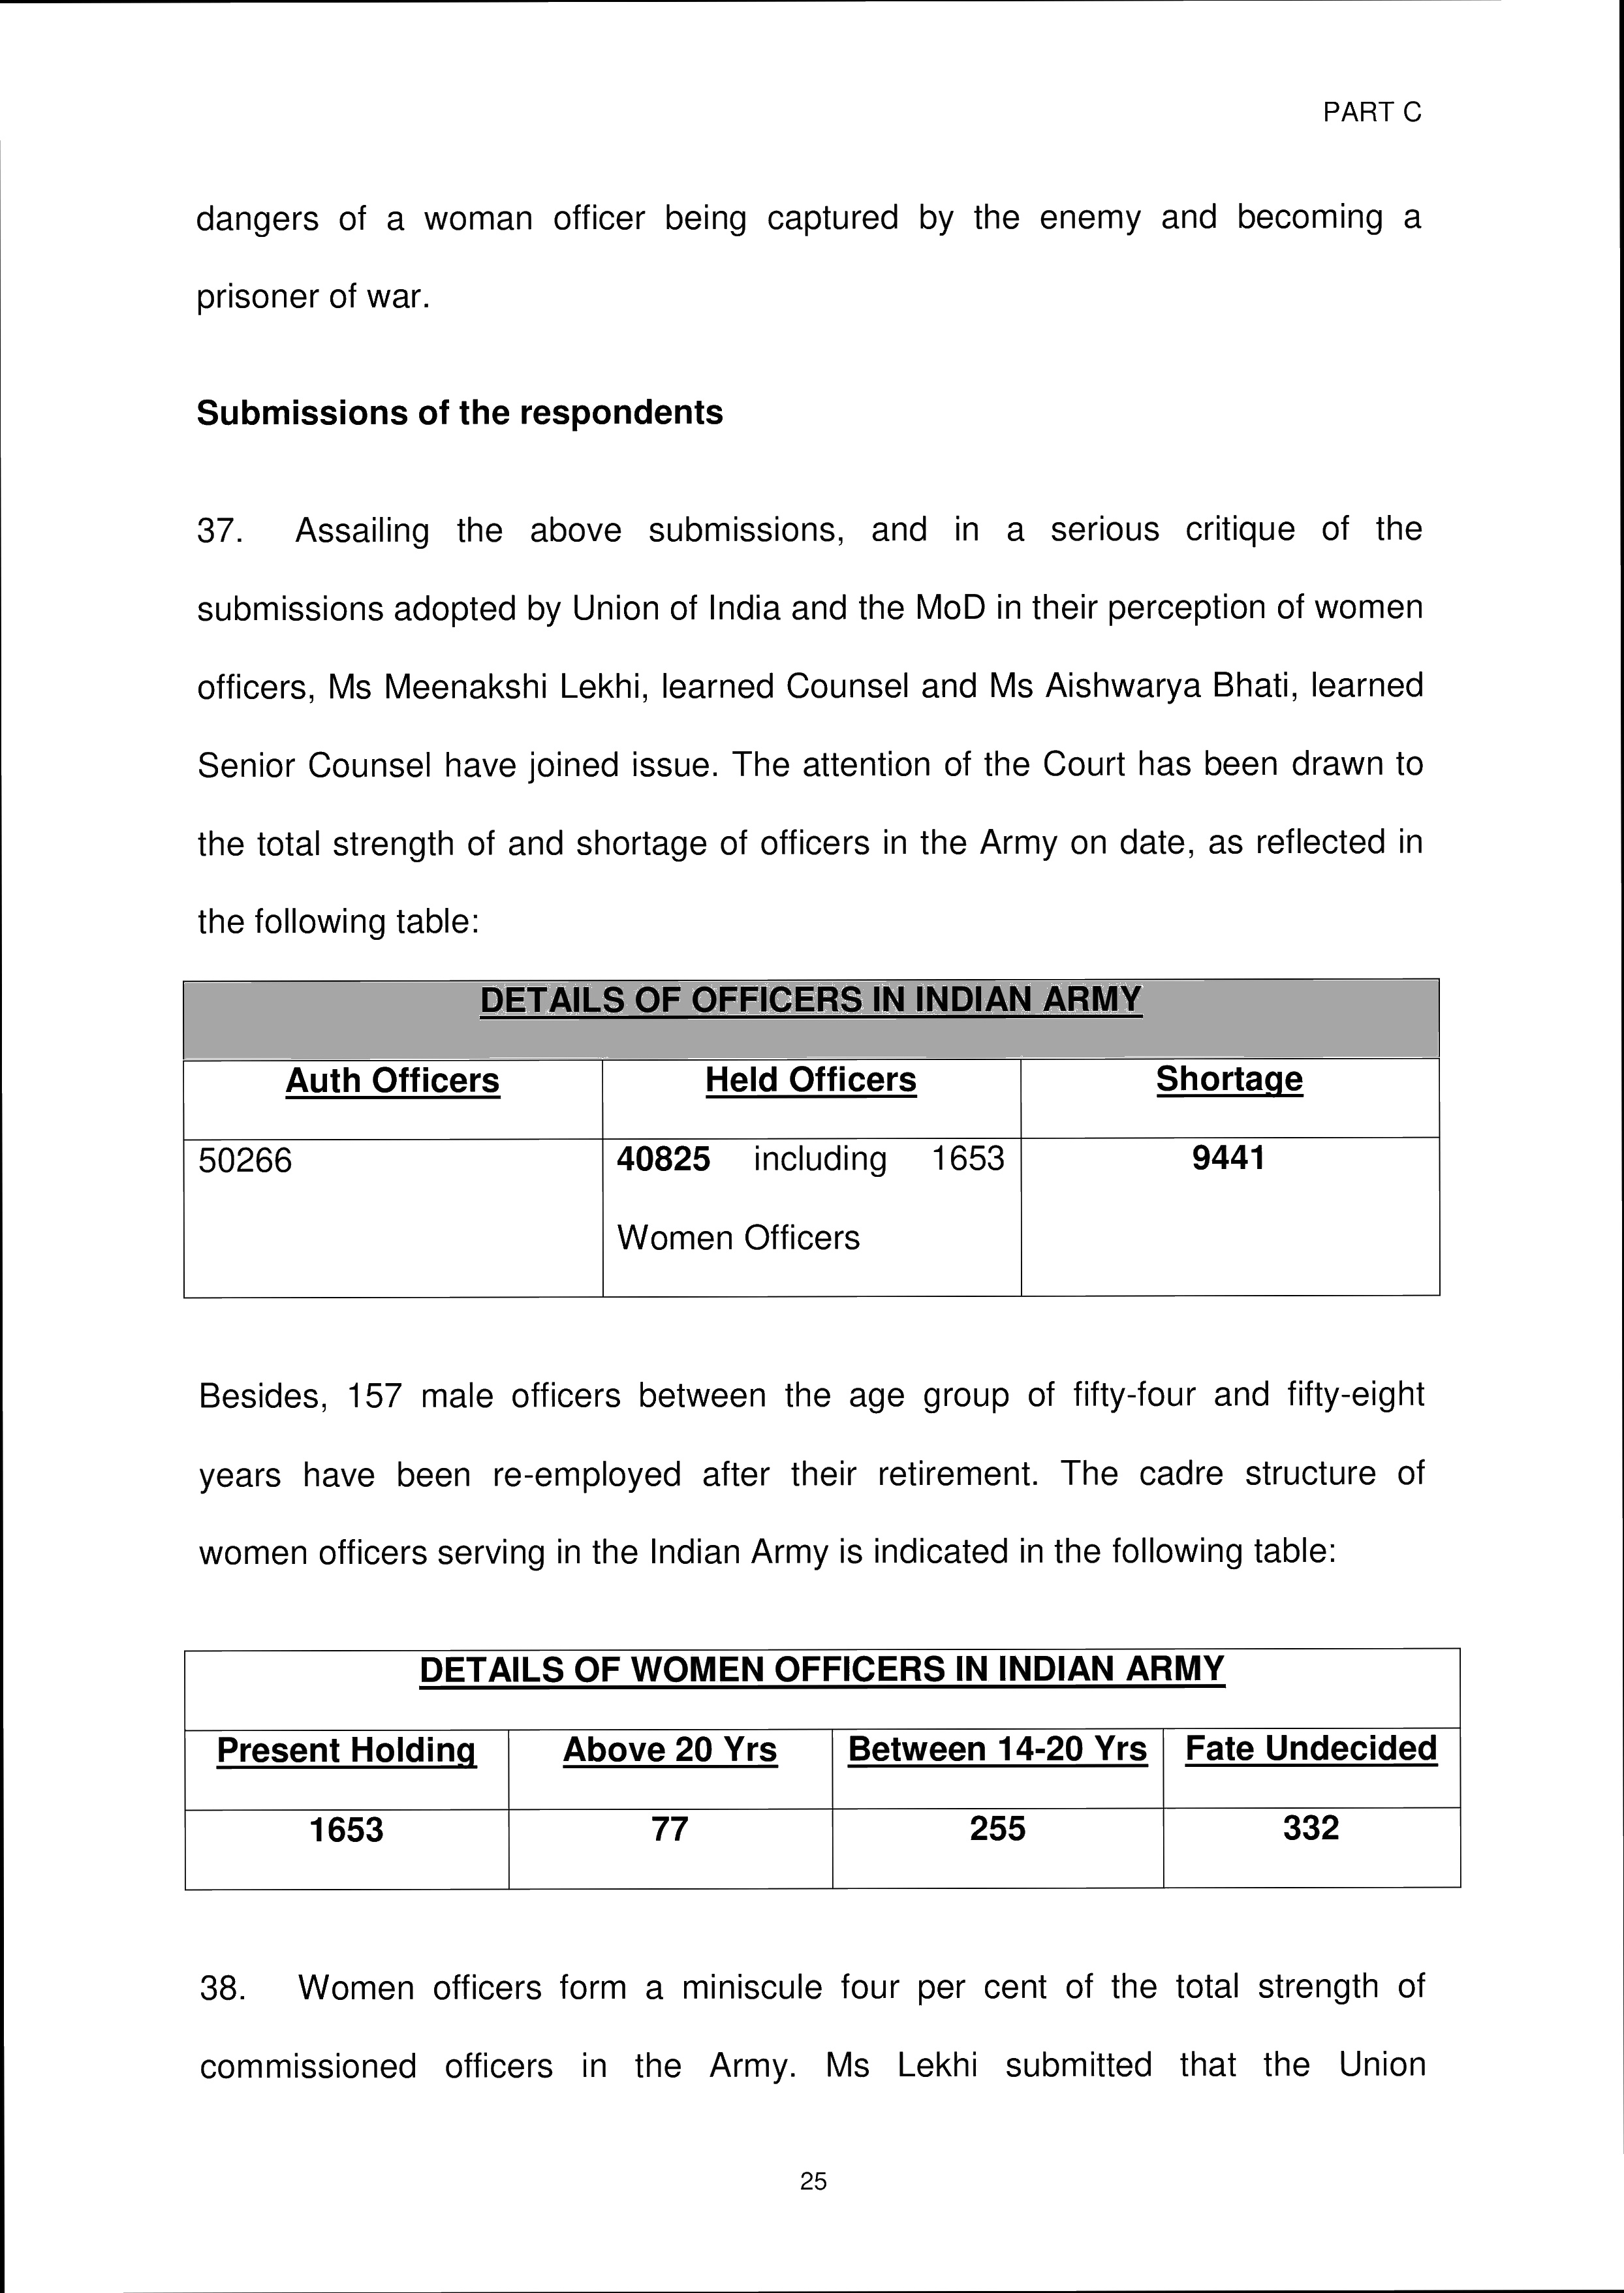 PART C
dangers of a woman officer being captured by the enemy and becoming a
prisoner of war.
Submissions of the respondents
37. Assailing the above submissions, and in a serious critique of the
submissions adopted by Union of India and the MoD in their perception of women
officers, Ms Meenakshi Lekhi, learned Counsel and Ms Aishwarya Bhati, learned
Senior Counsel have joined issue. The attention of the Court has been drawn to
the total strength of and shortage of officers in the Army on date, as reflected in
the following table:
DETAILS OF OFFICERS IN INDIAN ARMY
Auth Officers Held Officers Shortage
50266 40825 including 1653 9441
Women Officers
Besides, 157 male officers between the age group of fifty-four and fifty-eight
years have been re-employed after their retirement. The cadre structure of
women officers serving in the Indian Army is indicated in the following table:
DETAILS OF WOMEN OFFICERS IN INDIAN ARMY
Present Holding Above 20 Yrs Between 14-20 Yrs Fate Undecided
1653 77 255 332
38. Women officers form a miniscule four per cent of the total strength of
commissioned officers in the Army. Ms Lekhi submitted that the Union
25